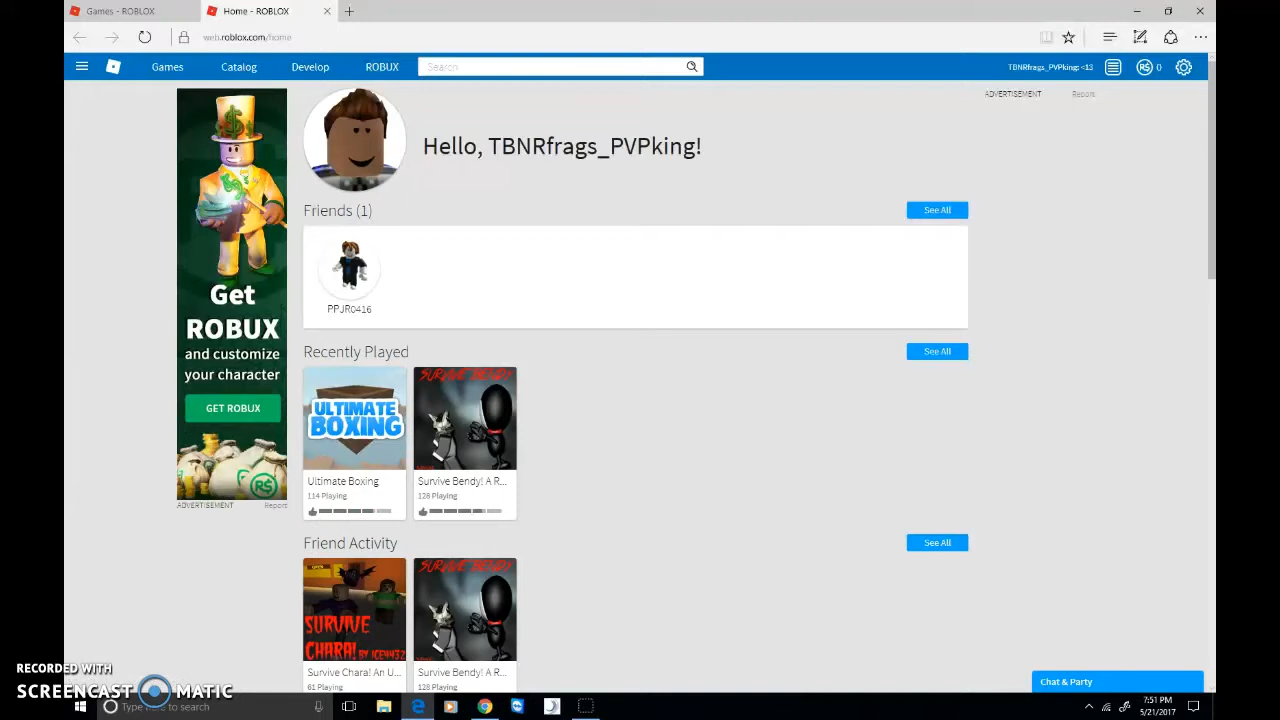 Games - ROBLOX
Home - ROBLOX
web.roblox.com/home
Games
Catalog
Develop
ROBUX
Search
TBNRfrags_PVPking: <13
R$ 0
ADVERTISEMENT
Report
Hello, TBNRfrags_PVPking!
Get
ROBUX
and customize
your character
GET ROBUX
R$
ADVERTISEMENT
Report
Friends (1)
See All
PPJR0416
Recently Played
See All
ULTIMATE
BOXING
SURVIVE BENDY
Ultimate Boxing
Survive Bendy! A R...
114 Playing
128 Playing
Friend Activity
See All
OPEN
SURVIVE
CHARA! BY ICE4432
SURVIVE BENDY
Survive Chara! An U...
Survive Bendy! A R...
61 Playing
128 Playing
Chat & Party
RECORDED WITH
SCREENCAST MATIC
Type here to search
7:51 PM
5/21/2017